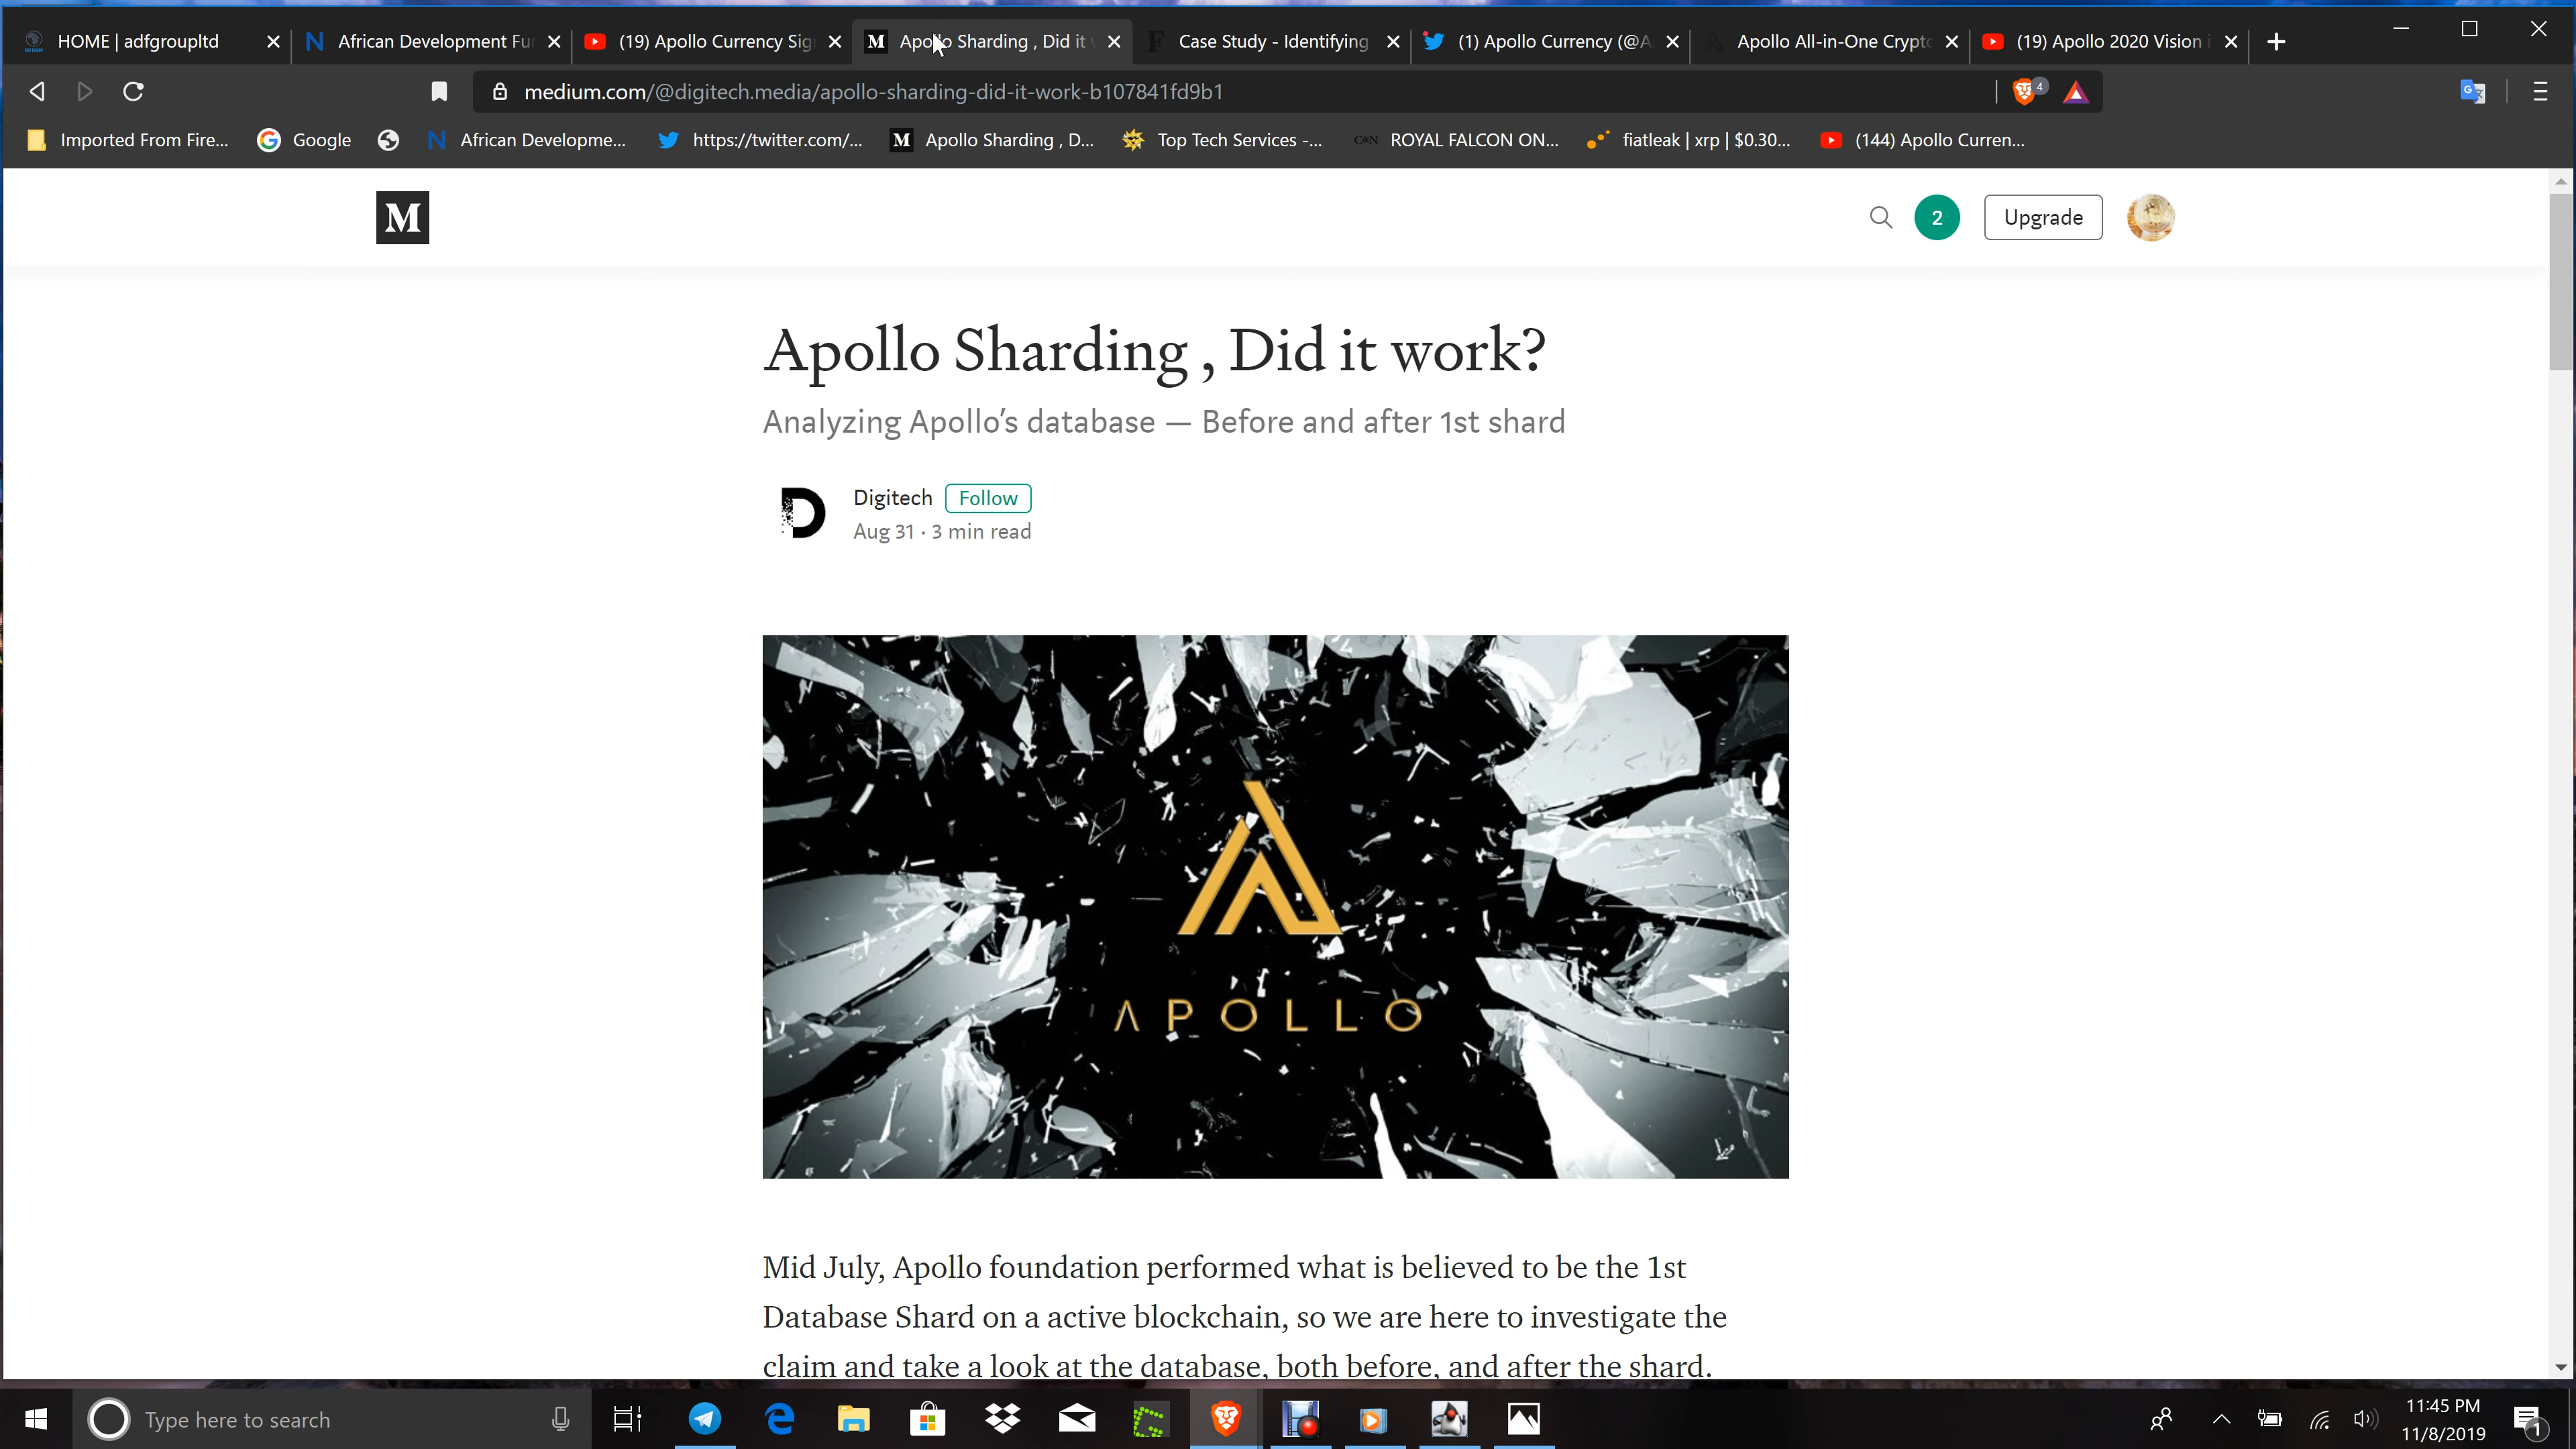 HOME | adfgroupltd
African Development Fu
(19) Apollo Currency Sig
Apollo Sharding , Did it
Case Study - Identifying
(1) Apollo Currency (@A
Apollo All-in-One Crypto
(19) Apollo 2020 Vision
medium.com/@digitech.media/apollo-sharding-did-it-work-b107841fd9b1
4
Imported From Fire...
Google
African Developme...
https://twitter.com/...
Apollo Sharding , D...
Top Tech Services -...
C&N
ROYAL FALCON ON...
fiatleak | xrp | $0.30...
(144) Apollo Curren...
M
2
Upgrade
Apollo Sharding , Did it work?
Analyzing Apollo's database — Before and after 1st shard
Digitech
Follow
Aug 31 · 3 min read
APOLLO
Mid July, Apollo foundation performed what is believed to be the 1st
Database Shard on a active blockchain, so we are here to investigate the
claim and take a look at the database, both before, and after the shard.
Type here to search
11:45 PM
11/8/2019
1